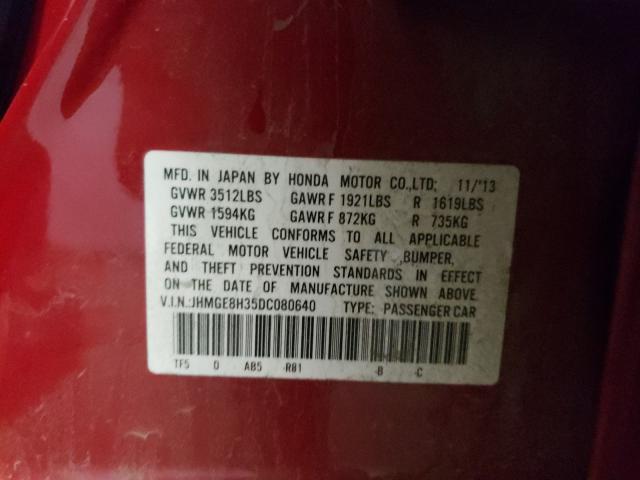 MFD. IN JAPAN BY HONDA MOTOR CO.,LTD; 11/'13
GVWR 3512LBS GAWR F 1921LBS R 1619LBS
GVWR 1594KG GAWR F 872KG R 735KG
THIS VEHICLE CONFORMS TO ALL APPLICABLE
FEDERAL MOTOR VEHICLE SAFETY ,BUMPER,
AND THEFT PREVENTION STANDARDS IN EFFECT
ON THE DATE OF MANUFACTURE SHOWN ABOVE.
V.I.N.:JHMGE8H35DC080640 TYPE: PASSENGER CAR
TF5 0 AB5 -R81 -B -C